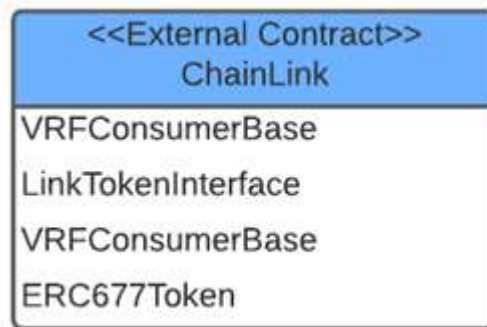 <<External Contract>>
ChainLink
VRFConsumerBase
LinkTokenInterface
VRFConsumerBase
ERC677Token